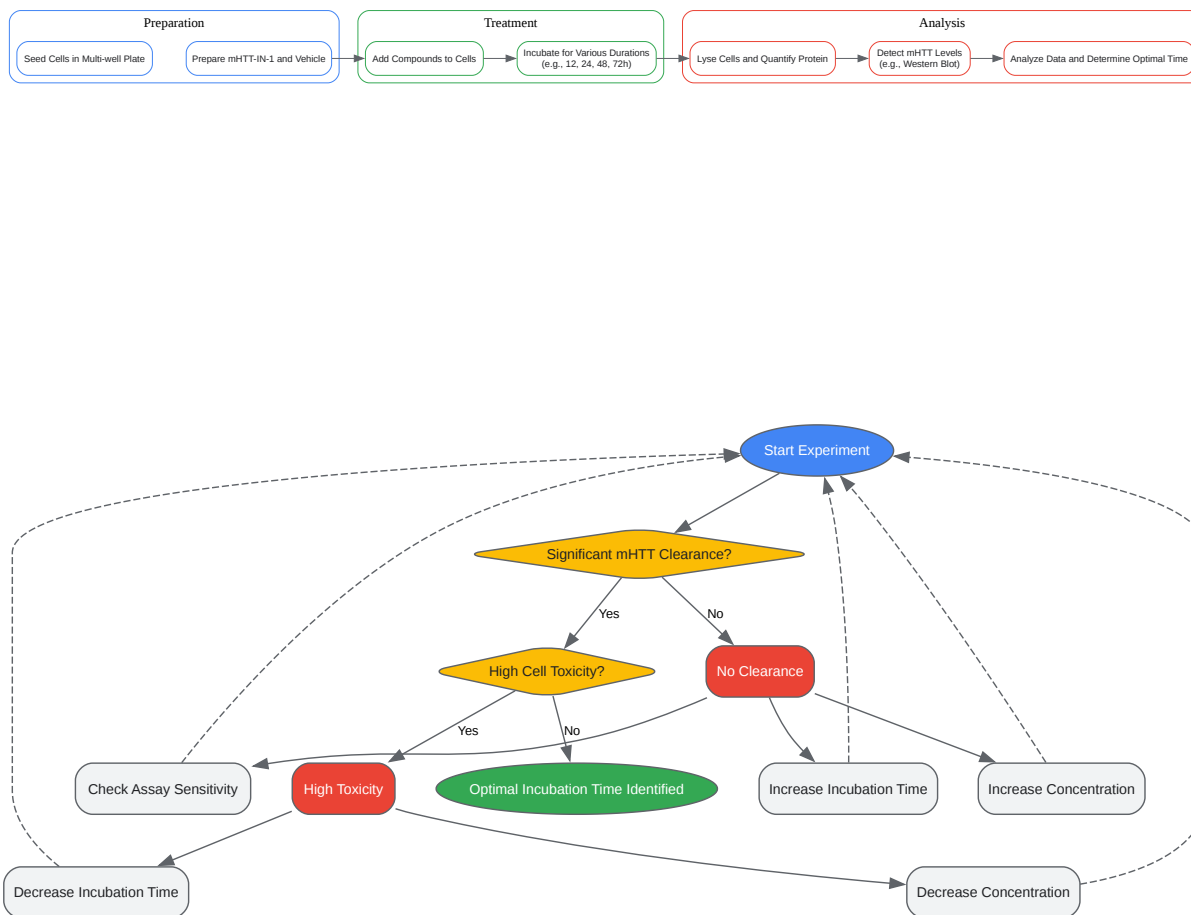 Preparation
Treatment
Analysis
Seed Cells in Multi-well Plate
Prepare mHTT-IN-1 and Vehicle
Add Compounds to Cells
Incubate for Various Durations
(e.g., 12, 24, 48, 72h)
Lyse Cells and Quantify Protein
Detect mHTT Levels
(e.g., Western Blot)
Analyze Data and Determine Optimal Time
Start Experiment
Significant mHTT Clearance?
Yes
No
High Cell Toxicity?
No Clearance
Yes
No
Check Assay Sensitivity
High Toxicity
Optimal Incubation Time Identified
Increase Incubation Time
Increase Concentration
Decrease Incubation Time
Decrease Concentration